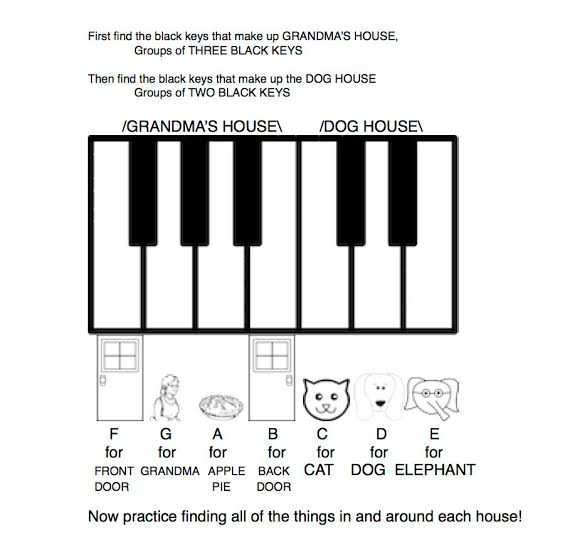 First find the black keys that make up GRANDMA'S HOUSE,
Groups of THREE BLACK KEYS
Then find the black keys that make up the DOG HOUSE
Groups of TWO BLACK KEYS
/GRANDMA'S HOUSE\ /DOG HOUSE\
F G A B C D E
for for for for for for for
FRONT GRANDMA APPLE BACK CAT DOG ELEPHANT
DOOR PIE DOOR
Now practice finding all of the things in and around each house!